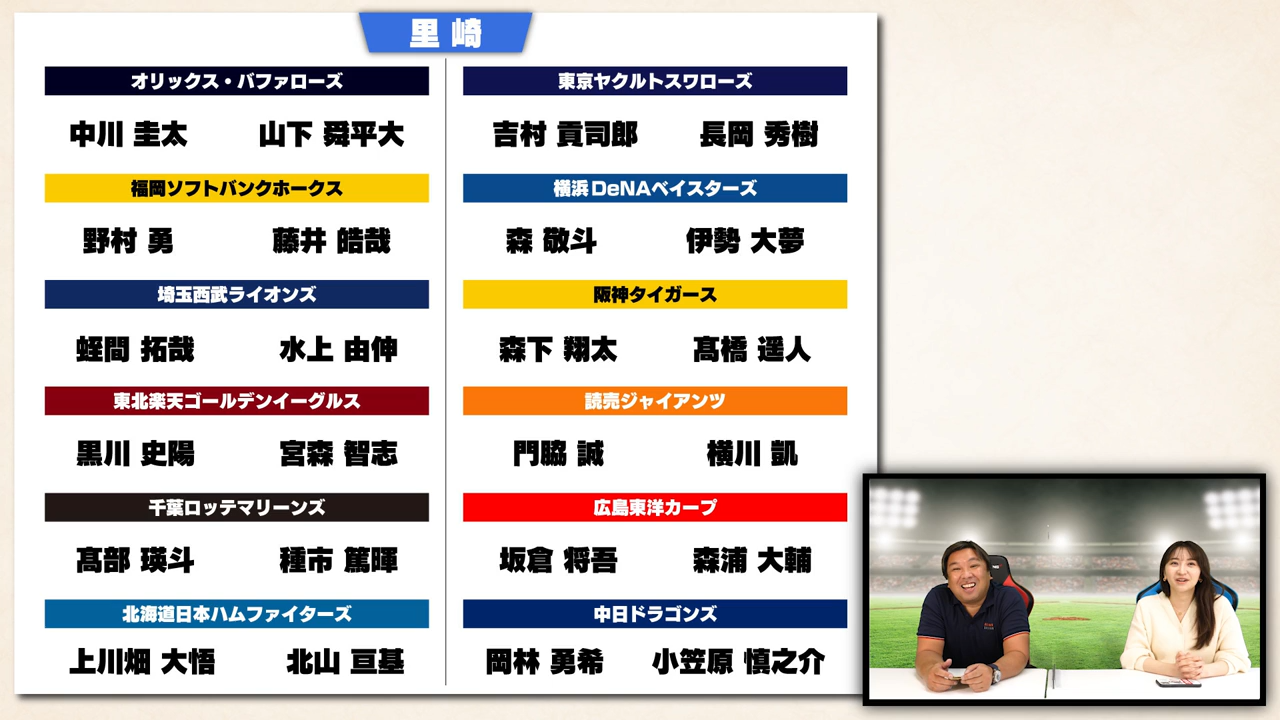 里崎
オリックス・バファローズ
中川 圭太 山下 舜平大
福岡ソフトバンクホークス
野村 勇 藤井 皓哉
埼玉西武ライオンズ
蛭間 拓哉 水上 由伸
東北楽天ゴールデンイーグルス
黒川 史陽 宮森 智志
千葉ロッテマリーンズ
髙部 瑛斗 種市 篤暉
北海道日本ハムファイターズ
上川畑 大悟 北山 亘基
東京ヤクルトスワローズ
吉村 貢司郎 長岡 秀樹
横浜DeNAベイスターズ
森 敬斗 伊勢 大夢
阪神タイガース
森下 翔太 髙橋 遥人
読売ジャイアンツ
門脇 誠 横川 凱
広島東洋カープ
坂倉 将吾 森浦 大輔
中日ドラゴンズ
岡林 勇希 小笠原 慎之介